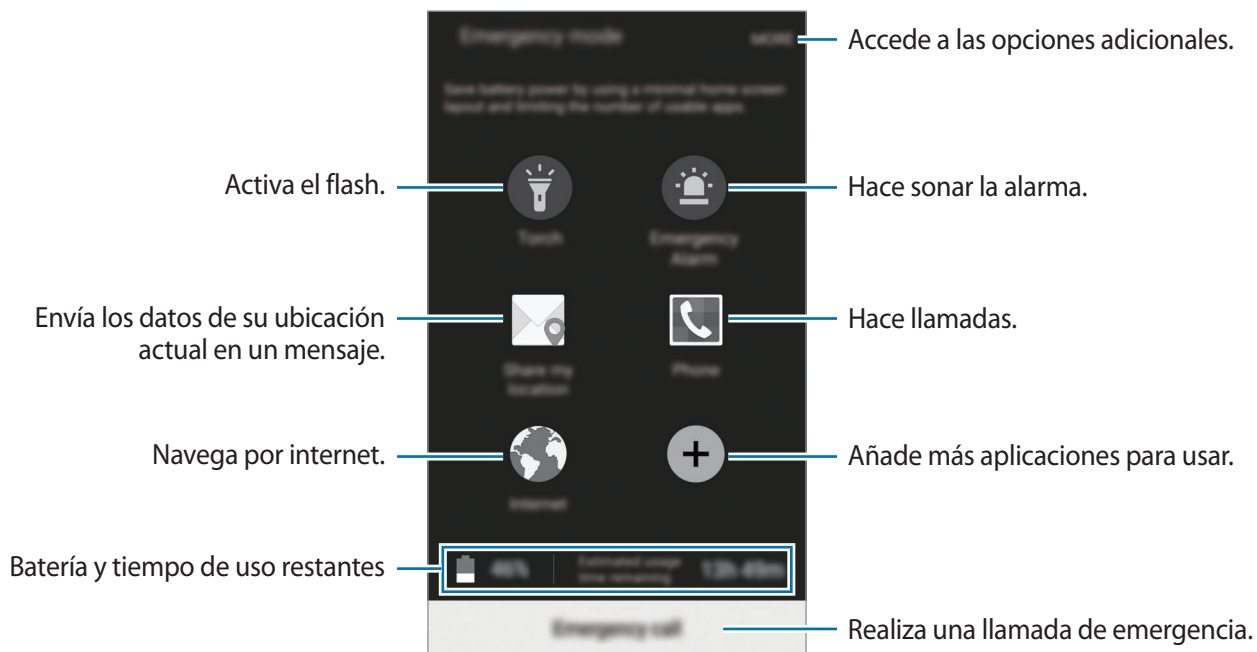 Emergency mode
MORE
Accede a las opciones adicionales.
Save battery power by using a minimal home screen
layout and limiting the number of usable apps.
Activa el flash.
Hace sonar la alarma.
Torch
Emergency
Alarm
Envía los datos de su ubicación
actual en un mensaje.
Hace llamadas.
Share my
location
Phone
Navega por internet.
Añade más aplicaciones para usar.
Internet
Batería y tiempo de uso restantes
46%
Estimated usage
time remaining
13h 49m
Emergency call
Realiza una llamada de emergencia.